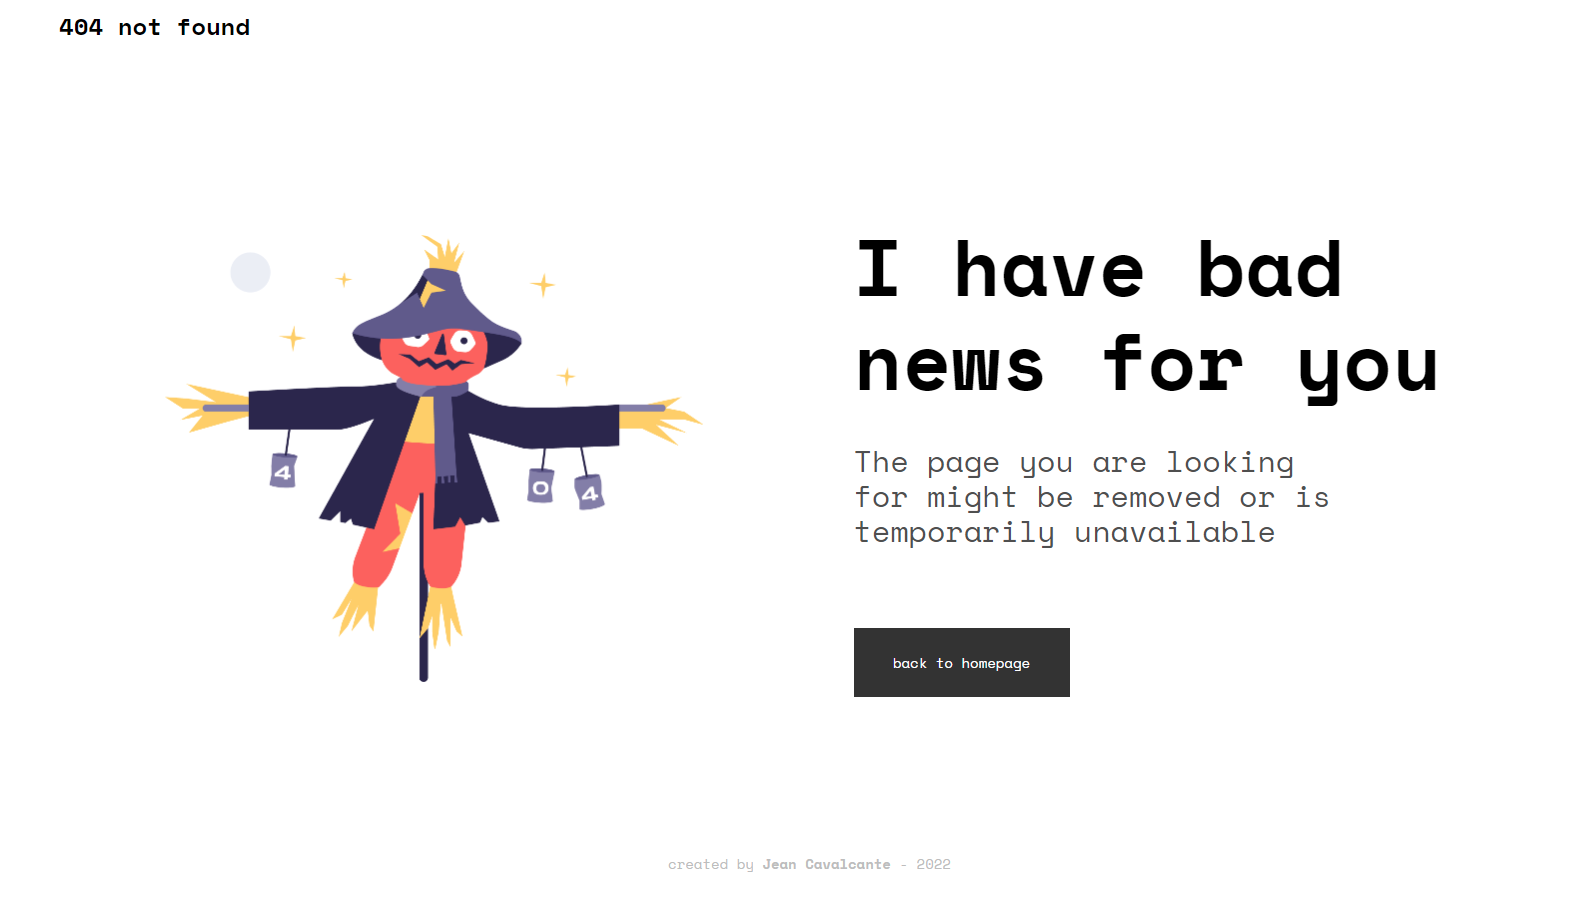 404 not found
4
0
4
I have bad
news for you
The page you are looking
for might be removed or is
temporarily unavailable
back to homepage
created by Jean Cavalcante - 2022